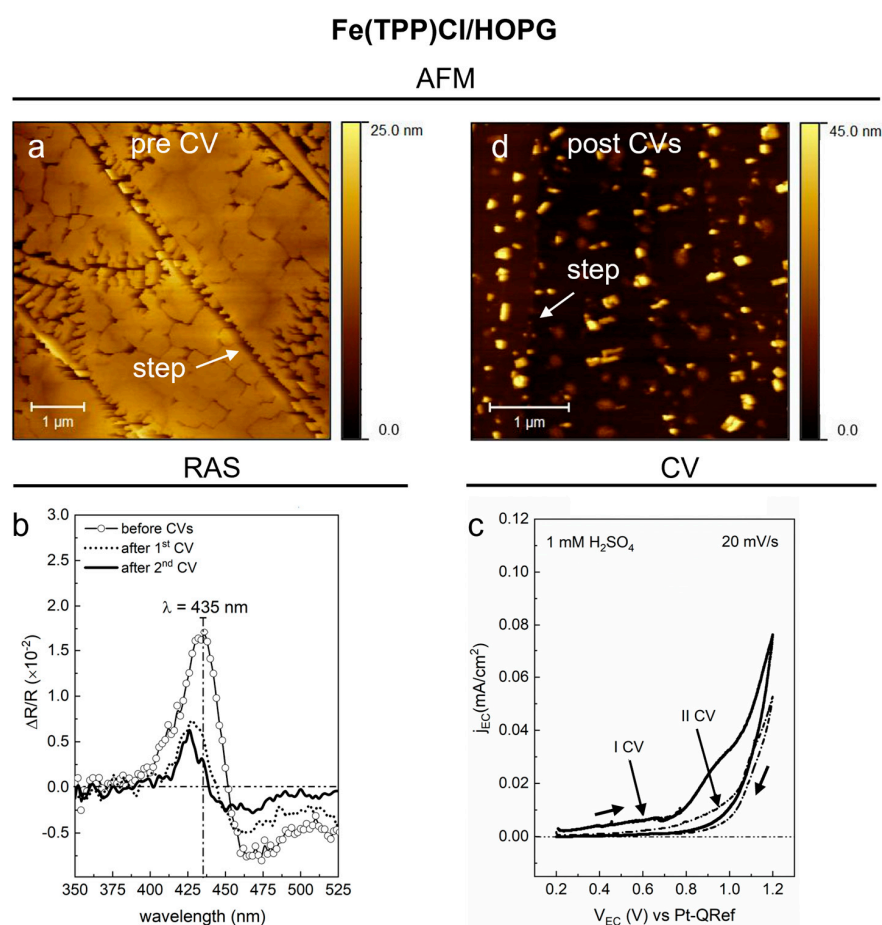 Fe(TPP)Cl/HOPG
AFM
a
pre CV
25.0 nm
step
1 µm
0.0
d
post CVs
45.0 nm
step
1 µm
0.0
RAS
CV
b
3.0
2.5
2.0
1.5
1.0
0.5
0.0
-0.5
ΔR/R (×10⁻²)
before CVs
after 1ˢᵗ CV
after 2ⁿᵈ CV
λ = 435 nm
350 375 400 425 450 475 500 525
wavelength (nm)
c
0.12
0.10
0.08
0.06
0.04
0.02
0.00
j_EC(mA/cm²)
1 mM H₂SO₄
20 mV/s
I CV
II CV
0.2 0.4 0.6 0.8 1.0 1.2
V_EC (V) vs Pt-QRef